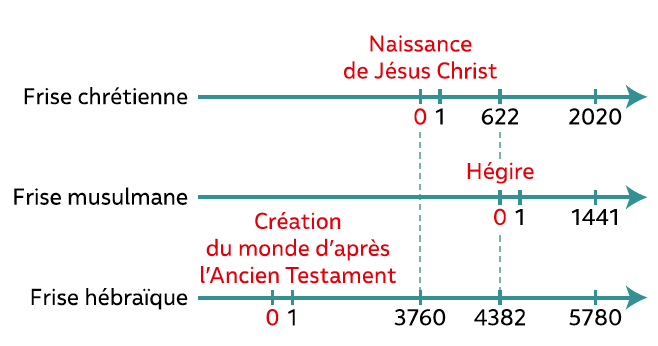 Naissance
de Jésus Christ
Frise chrétienne
0 1 622 2020
Hégire
Frise musulmane
0 1 1441
Création
du monde d'après
l'Ancien Testament
Frise hébraïque
0 1 3760 4382 5780